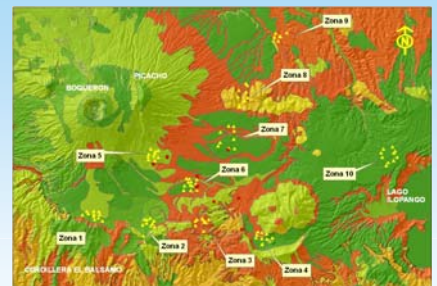 Zona 9
PICACHO
Zona 8
BOQUERON
Zona 7
Zona 5
Zona 6
Zona 10
LAGO
ILOPANGO
Zona 1
Zona 2
Zona 3
Zona 4
CORDILLERA EL BALSAMO
N